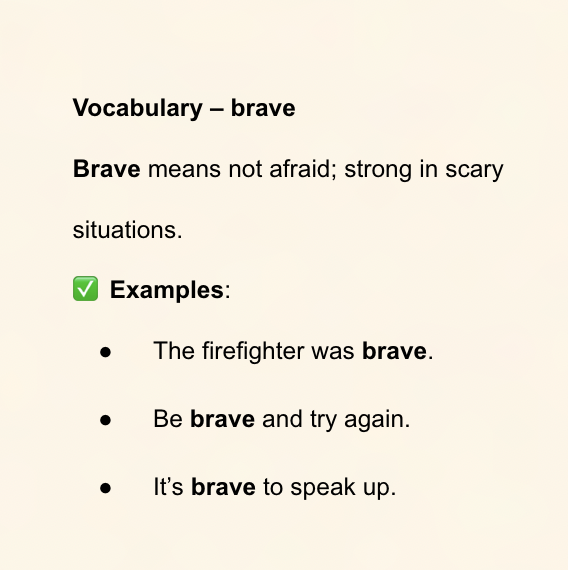 Vocabulary – brave
Brave means not afraid; strong in scary
situations.
✅ Examples:
● The firefighter was brave.
● Be brave and try again.
● It’s brave to speak up.